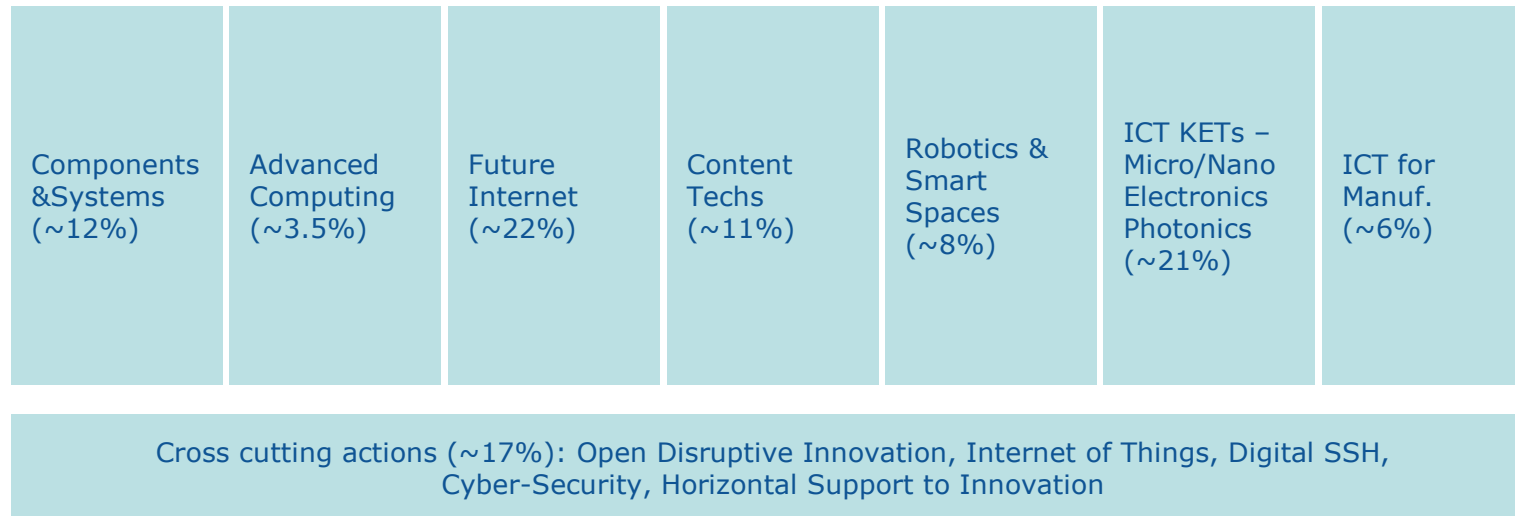 Components
&Systems
(~12%)
Advanced
Computing
(~3.5%)
Future
Internet
(~22%)
Content
Techs
(~11%)
Robotics &
Smart
Spaces
(~8%)
ICT KETs –
Micro/Nano
Electronics
Photonics
(~21%)
ICT for
Manuf.
(~6%)
Cross cutting actions (~17%): Open Disruptive Innovation, Internet of Things, Digital SSH,
Cyber-Security, Horizontal Support to Innovation